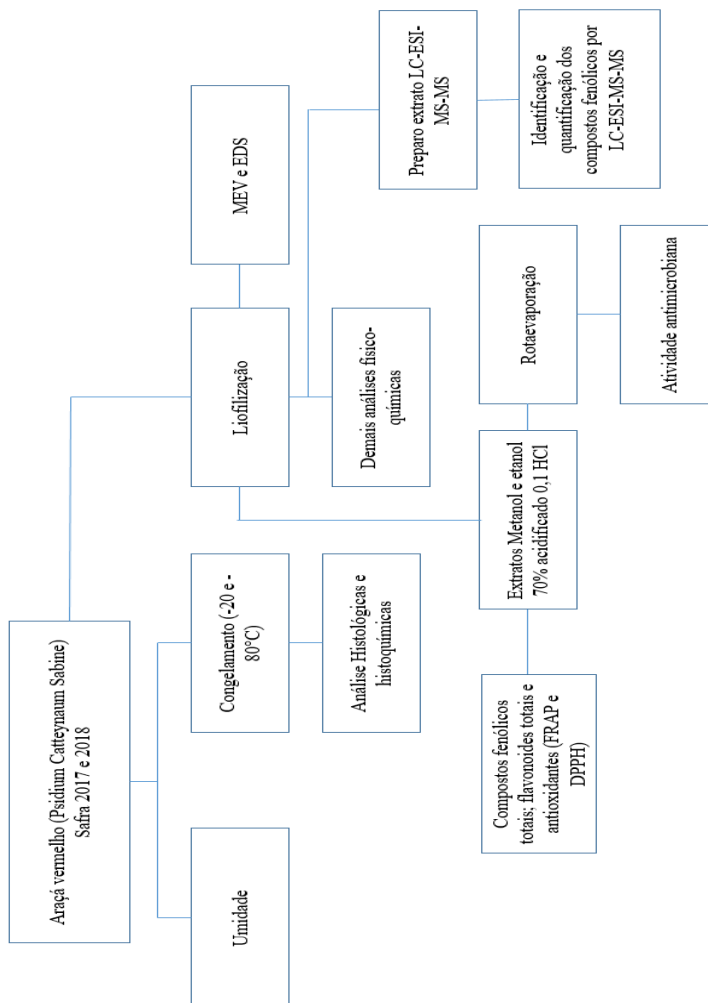 Araçá vermelho (Psidium Catteynaum Sabine)
Safra 2017 e 2018
Umidade
Congelamento (-20 e -
80°C)
Liofilização
MEV e EDS
Análise Histológicas e
histoquímicas
Demais análises físico-
químicas
Preparo extrato LC-ESI-
MS-MS
Identificação e
quantificação dos
compostos fenólicos por
LC-ESI-MS-MS
Compostos fenólicos
totais; flavonoides totais e
antioxidantes (FRAP e
DPPH)
Extratos Metanol e etanol
70% acidificado 0,1 HCl
Rotaevaporação
Atividade antimicrobiana